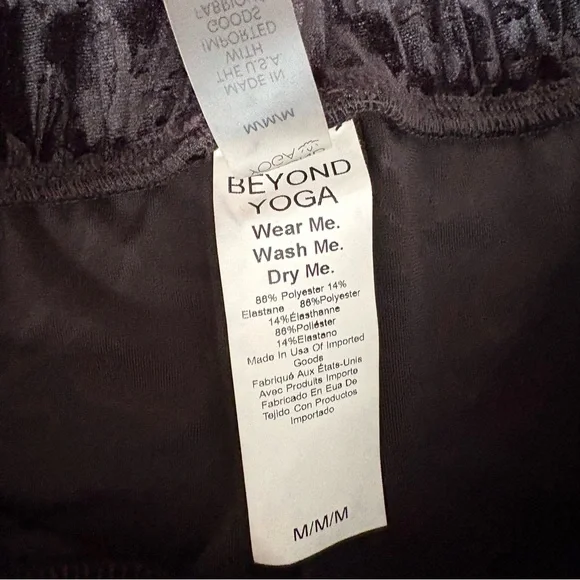 FABRIC
GOODS
IMPORTED
WITH
THE U.S.A
MADE IN
M/M/M
YOGA
BEYOND
YOGA
Wear Me.
Wash Me.
Dry Me.
86% Polyester 14%
Elastane 86%Polyester
14%Élasthanne
86%Poliéster
14%Elastano
Made In Usa Of Imported
Goods
Fabriqué Aux États-Unis
Avec Produits Importe
Fabricado En Eua De
Tejido Con Productos
Importado
M/M/M